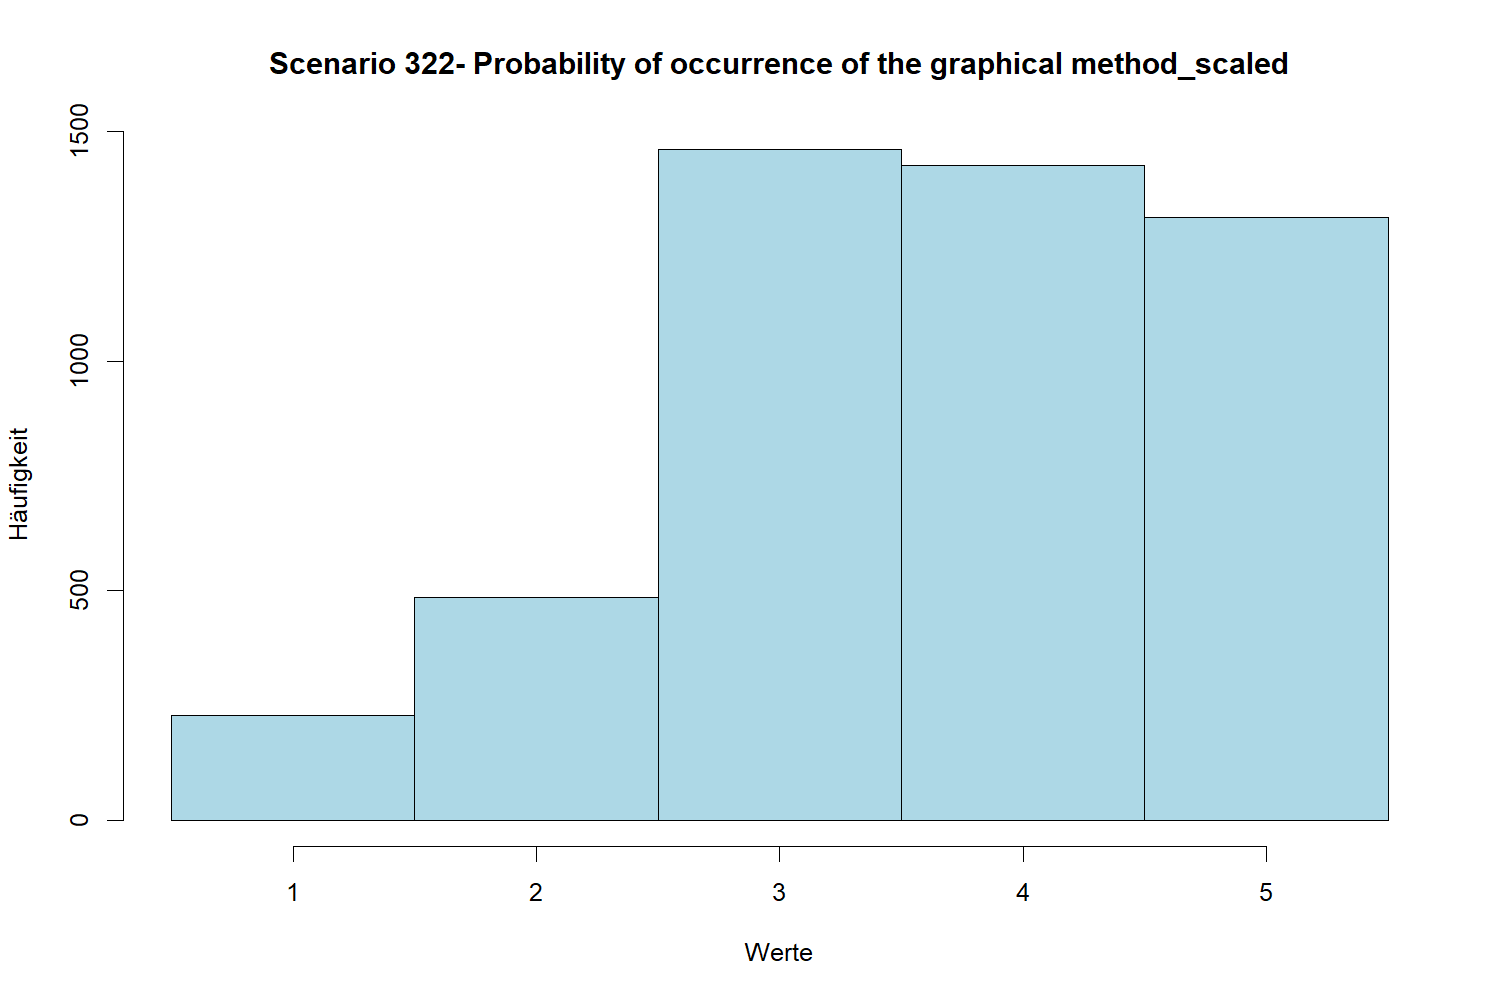 Scenario 322- Probability of occurrence of the graphical method_scaled
1500
1000
500
0
Häufigkeit
1 2 3 4 5
Werte